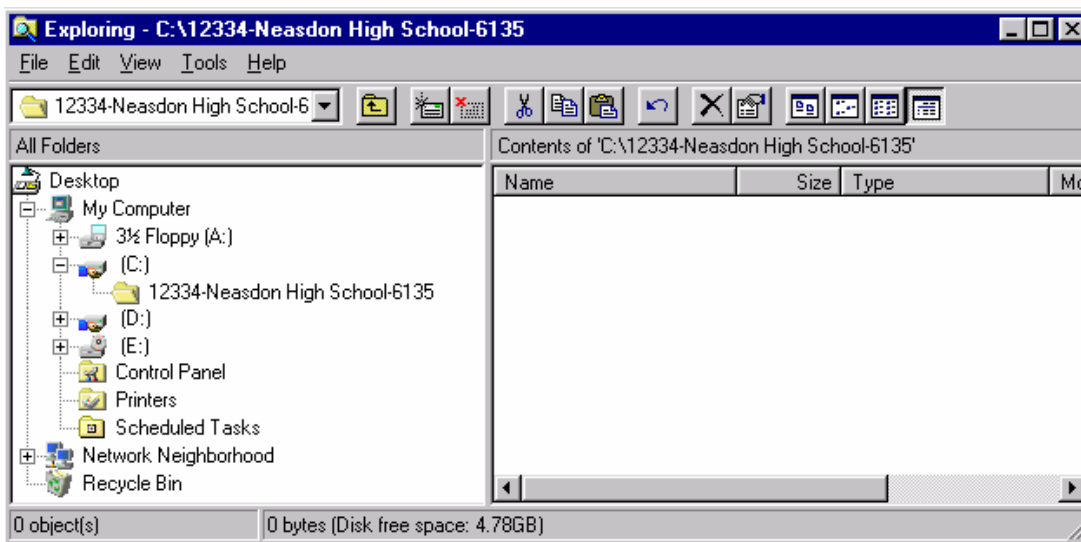 Exploring - C:\12334-Neasdon High School-6135
File Edit View Tools Help
12334-Neasdon High School-6
All Folders
Contents of 'C:\12334-Neasdon High School-6135'
Name Size Type Mo
Desktop
My Computer
3½ Floppy (A:)
(C:)
12334-Neasdon High School-6135
(D:)
(E:)
Control Panel
Printers
Scheduled Tasks
Network Neighborhood
Recycle Bin
0 object(s) 0 bytes (Disk free space: 4.78GB)